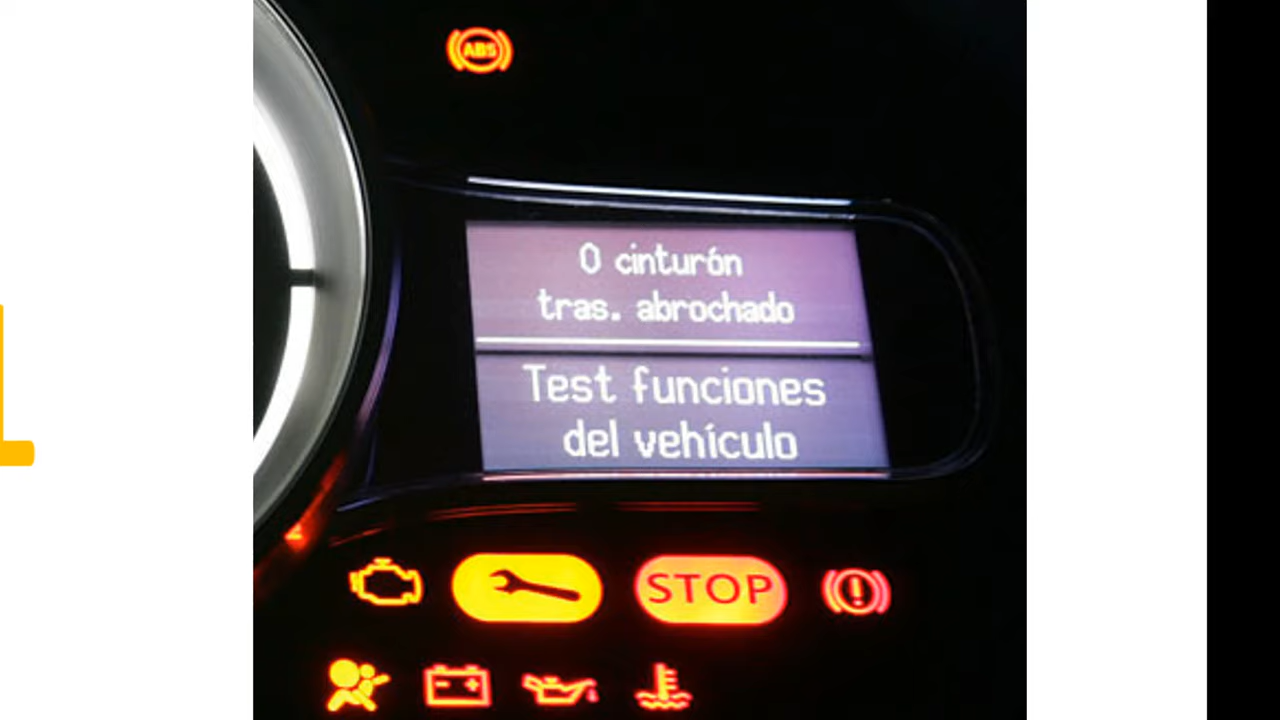 ABS
0 cinturón
tras. abrochado
Test funciones
del vehículo
STOP